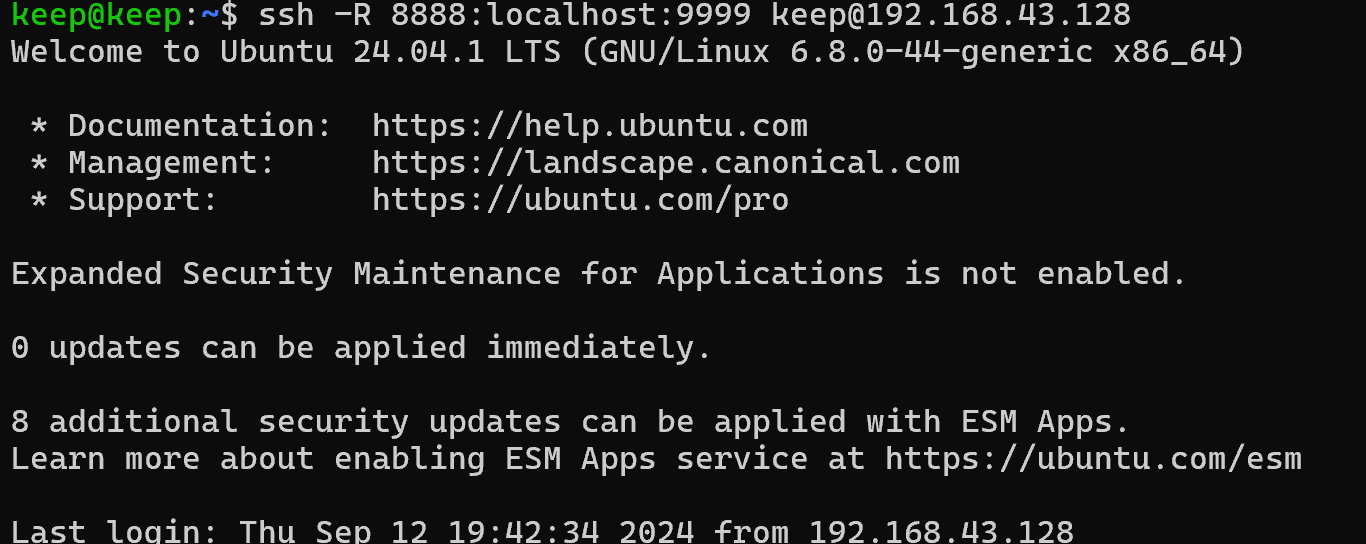 keep@keep:~$ ssh -R 8888:localhost:9999 keep@192.168.43.128
Welcome to Ubuntu 24.04.1 LTS (GNU/Linux 6.8.0-44-generic x86_64)

 * Documentation:  https://help.ubuntu.com
 * Management:     https://landscape.canonical.com
 * Support:        https://ubuntu.com/pro

Expanded Security Maintenance for Applications is not enabled.

0 updates can be applied immediately.

8 additional security updates can be applied with ESM Apps.
Learn more about enabling ESM Apps service at https://ubuntu.com/esm

Last login: Thu Sep 12 19:42:34 2024 from 192.168.43.128